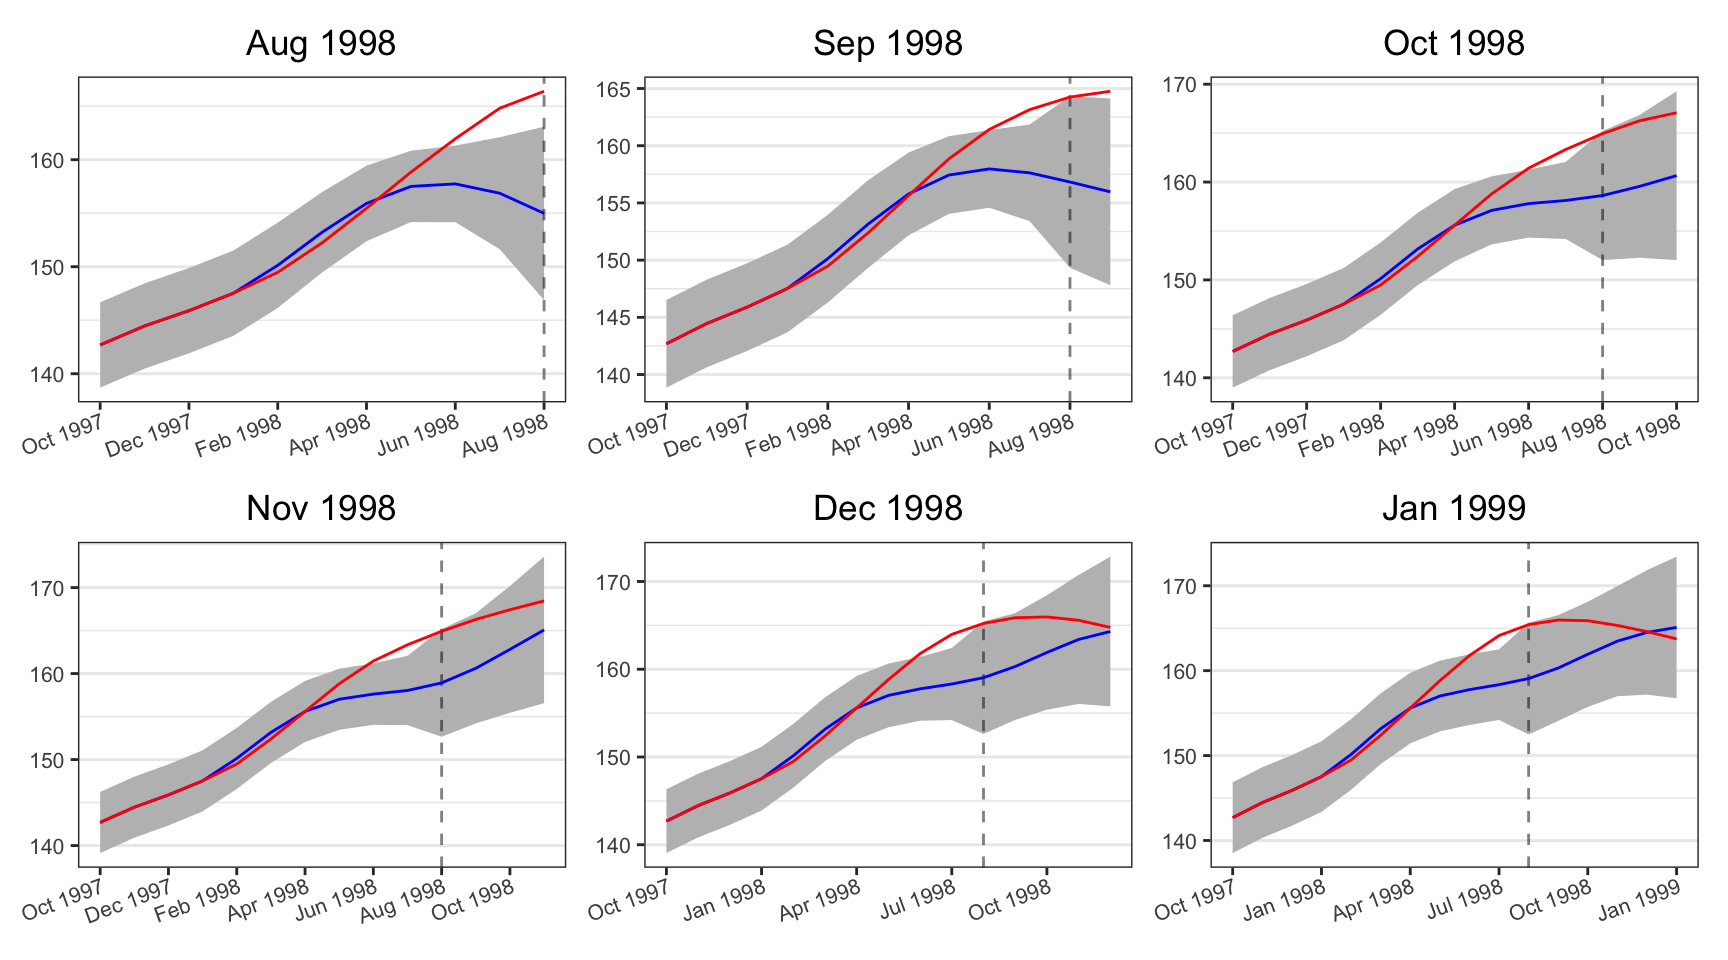 Aug 1998
Sep 1998
Oct 1998
160
150
140
Oct 1997 Dec 1997 Feb 1998 Apr 1998 Jun 1998 Aug 1998
165
160
155
150
145
140
Oct 1997 Dec 1997 Feb 1998 Apr 1998 Jun 1998 Aug 1998
170
160
150
140
Oct 1997 Dec 1997 Feb 1998 Apr 1998 Jun 1998 Aug 1998 Oct 1998
Nov 1998
Dec 1998
Jan 1999
170
160
150
140
Oct 1997 Dec 1997 Feb 1998 Apr 1998 Jun 1998 Aug 1998 Oct 1998
170
160
150
140
Oct 1997 Jan 1998 Apr 1998 Jul 1998 Oct 1998
170
160
150
140
Oct 1997 Jan 1998 Apr 1998 Jul 1998 Oct 1998 Jan 1999